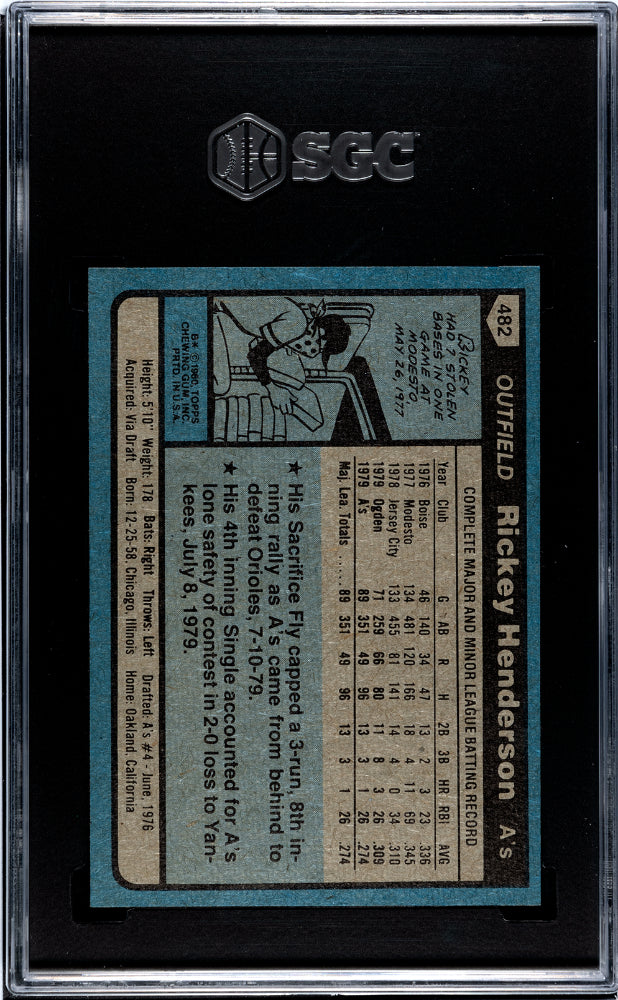 SGC
482 OUTFIELD Rickey Henderson A's
RICKEY
HAD 7 STOLEN
BASES IN ONE
GAME AT
MODESTO,
MAY 26, 1977
B* © 1980, TOPPS
CHEWING GUM, INC.
PRTD. IN U.S.A.
COMPLETE MAJOR AND MINOR LEAGUE BATTING RECORD
Year Club G AB R H 2B 3B HR RBI AVG
1976 Boise 46 140 34 47 13 2 3 23 .336
1977 Modesto 134 481 120 166 18 4 11 69 .345
1978 Jersey City 133 455 81 141 14 4 0 34 .310
1979 Ogden 71 259 66 80 11 8 3 26 .309
1979 A's 89 351 49 96 13 3 1 26 .274
Maj. Lea. Totals ..... 89 351 49 96 13 3 1 26 .274
★ His Sacrifice Fly capped a 3-run, 8th in-
ning rally as A's came from behind to
defeat Orioles, 7-10-79.
★ His 4th inning Single accounted for A's
lone safety of contest in 2-0 loss to Yan-
kees, July 8, 1979.
Height: 5'10" Weight: 178 Bats: Right Throws: Left Drafted: A's #4 - June, 1976
Acquired: Via Draft Born: 12-25-58, Chicago, Illinois Home: Oakland, California